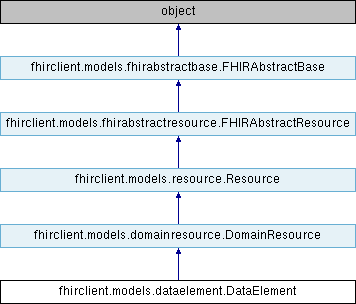 object
fhirclient.models.fhirabstractbase.FHIRAbstractBase
fhirclient.models.fhirabstractresource.FHIRAbstractResource
fhirclient.models.resource.Resource
fhirclient.models.domainresource.DomainResource
fhirclient.models.dataelement.DataElement